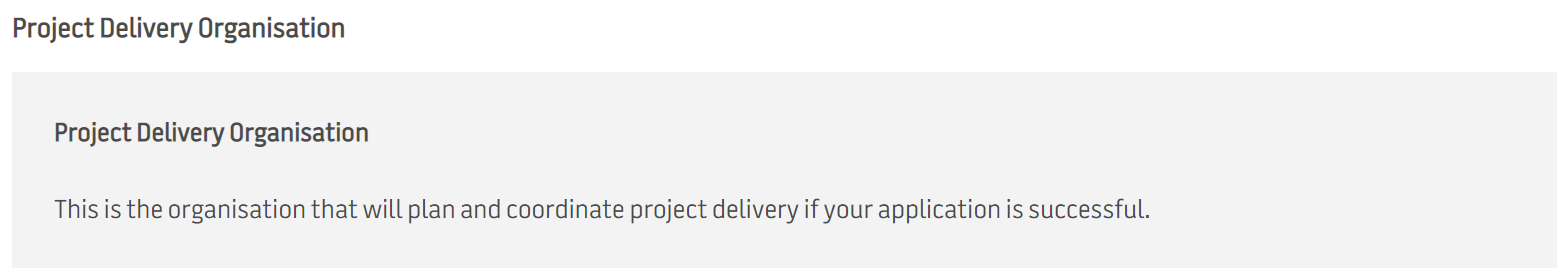 Project Delivery Organisation
Project Delivery Organisation
This is the organisation that will plan and coordinate project delivery if your application is successful.